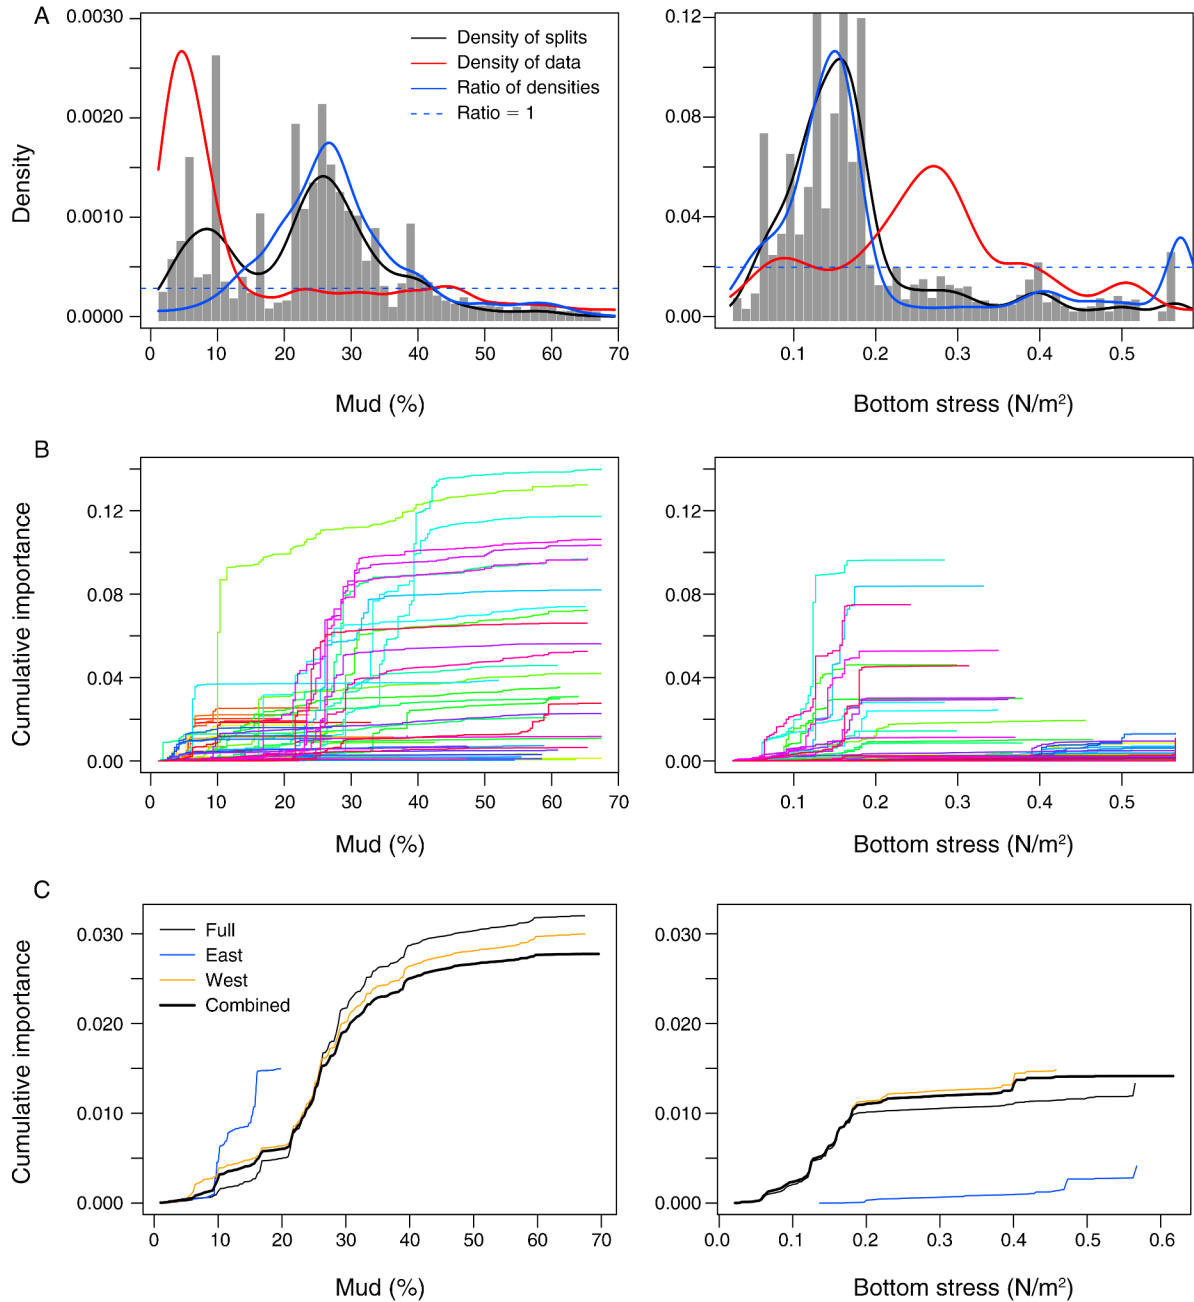 A
Density
0.0030
0.0020
0.0010
0.0000
Density of splits
Density of data
Ratio of densities
Ratio = 1
0 10 20 30 40 50 60 70
Mud (%)
0.12
0.08
0.04
0.00
0.1 0.2 0.3 0.4 0.5
Bottom stress (N/m²)
B
Cumulative importance
0.12
0.08
0.04
0.00
0 10 20 30 40 50 60 70
Mud (%)
0.12
0.08
0.04
0.00
0.1 0.2 0.3 0.4 0.5
Bottom stress (N/m²)
C
Cumulative importance
0.030
0.020
0.010
0.000
Full
East
West
Combined
0 10 20 30 40 50 60 70
Mud (%)
0.030
0.020
0.010
0.000
0.0 0.1 0.2 0.3 0.4 0.5 0.6
Bottom stress (N/m²)